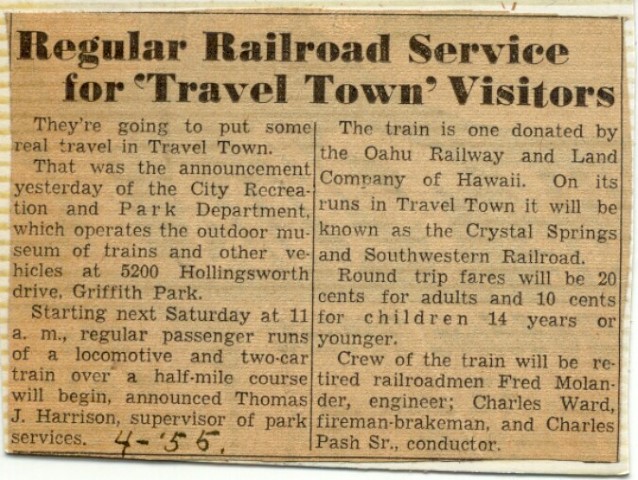 Regular Railroad Service
for 'Travel Town' Visitors
They're going to put some
real travel in Travel Town.
That was the announcement
yesterday of the City Recrea-
tion and Park Department,
which operates the outdoor mu-
seum of trains and other ve-
hicles at 5200 Hollingsworth
drive, Griffith Park.
Starting next Saturday at 11
a. m., regular passenger runs
of a locomotive and two-car
train over a half-mile course
will begin, announced Thomas
J. Harrison, supervisor of park
services. 4-'55.
The train is one donated by
the Oahu Railway and Land
Company of Hawaii. On its
runs in Travel Town it will be
known as the Crystal Springs
and Southwestern Railroad.
Round trip fares will be 20
cents for adults and 10 cents
for children 14 years or
younger.
Crew of the train will be re-
tired railroadmen Fred Molan-
der, engineer; Charles Ward,
fireman-brakeman, and Charles
Pash Sr., conductor.